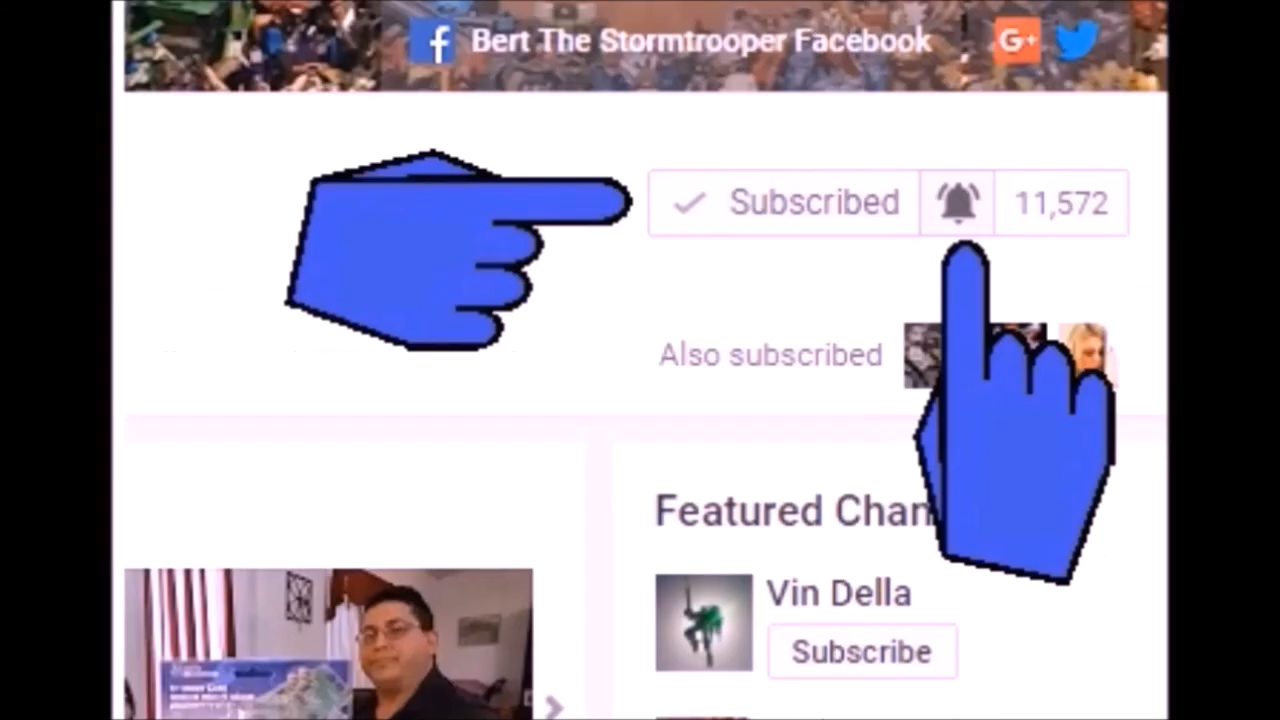 f Bert The Stormtrooper Facebook G+
Subscribed 11,572
Also subscribed
Featured Chan
Vin Della
Subscribe